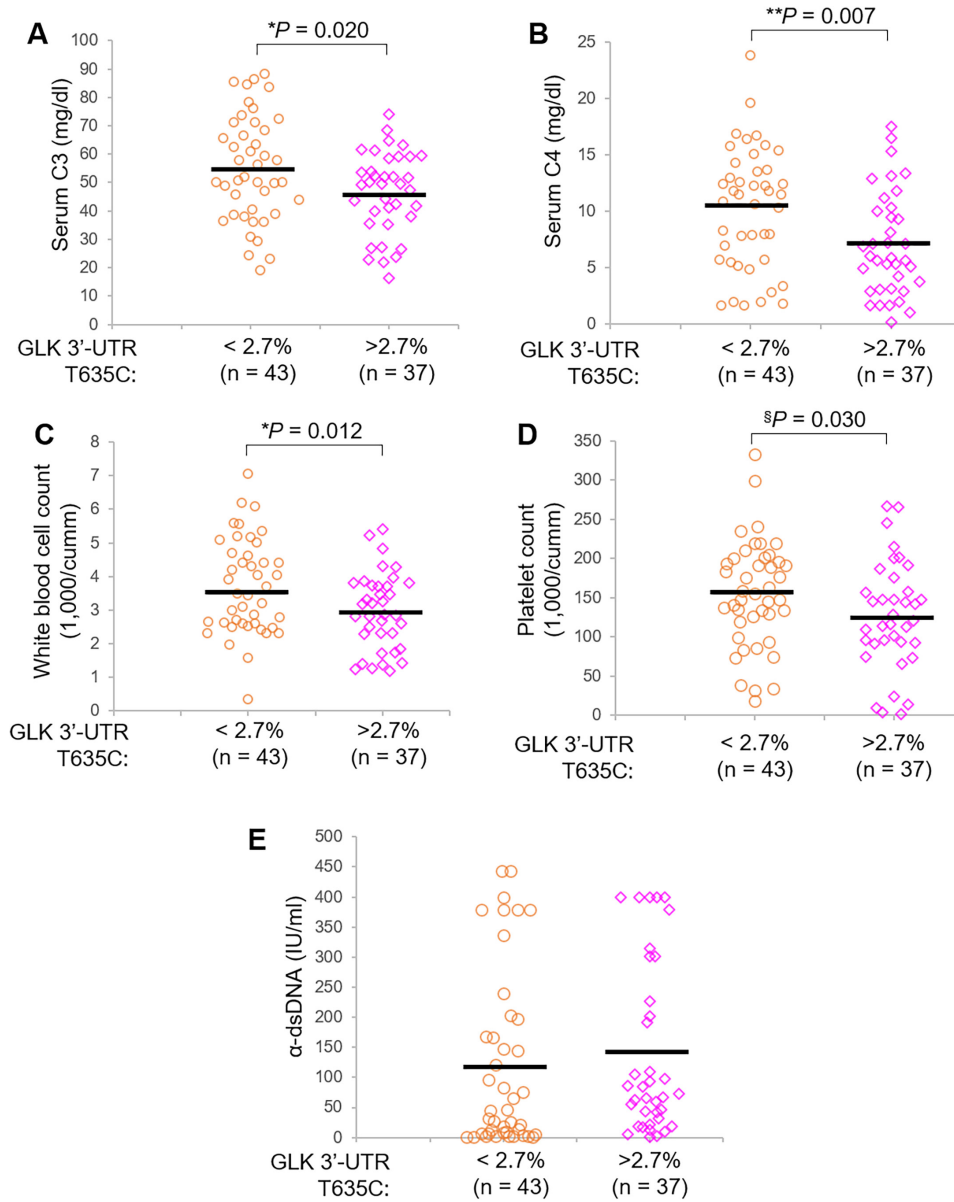 A
*P = 0.020
Serum C3 (mg/dl)
100
90
80
70
60
50
40
30
20
10
0
GLK 3'-UTR
T635C:
< 2.7%
(n = 43)
>2.7%
(n = 37)
B
**P = 0.007
Serum C4 (mg/dl)
25
20
15
10
5
0
GLK 3'-UTR
T635C:
< 2.7%
(n = 43)
>2.7%
(n = 37)
C
*P = 0.012
White blood cell count
(1,000/cumm)
8
7
6
5
4
3
2
1
0
GLK 3'-UTR
T635C:
< 2.7%
(n = 43)
>2.7%
(n = 37)
D
§P = 0.030
Platelet count
(1,000/cumm)
350
300
250
200
150
100
50
0
GLK 3'-UTR
T635C:
< 2.7%
(n = 43)
>2.7%
(n = 37)
E
α-dsDNA (IU/ml)
500
450
400
350
300
250
200
150
100
50
0
GLK 3'-UTR
T635C:
< 2.7%
(n = 43)
>2.7%
(n = 37)